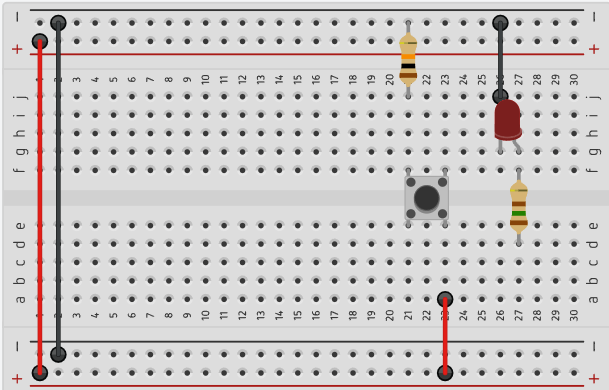 − −
+ +
1 2 3 4 5 6 7 8 9 10 11 12 13 14 15 16 17 18 19 20 21 22 23 24 25 26 27 28 29 30
j j
i i
h h
g g
f f
e e
d d
c c
b b
a a
1 2 3 4 5 6 7 8 9 10 11 12 13 14 15 16 17 18 19 20 21 22 23 24 25 26 27 28 29 30
− −
+ +